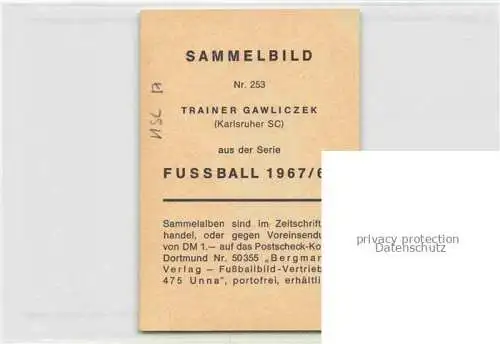 SAMMELBILD
Nr. 253
TRAINER GAWLICZEK
(Karlsruher SC)
aus der Serie
FUSSBALL 1967/6
Sammelalben sind im Zeitschrift
handel, oder gegen Voreinsendu
von DM 1.— auf das Postscheck-Ko
Dortmund Nr. 50355 „Bergmar
Verlag – Fußballbild-Vertrieb
475 Unna", portofrei, erhältli
privacy protection
Datenschutz